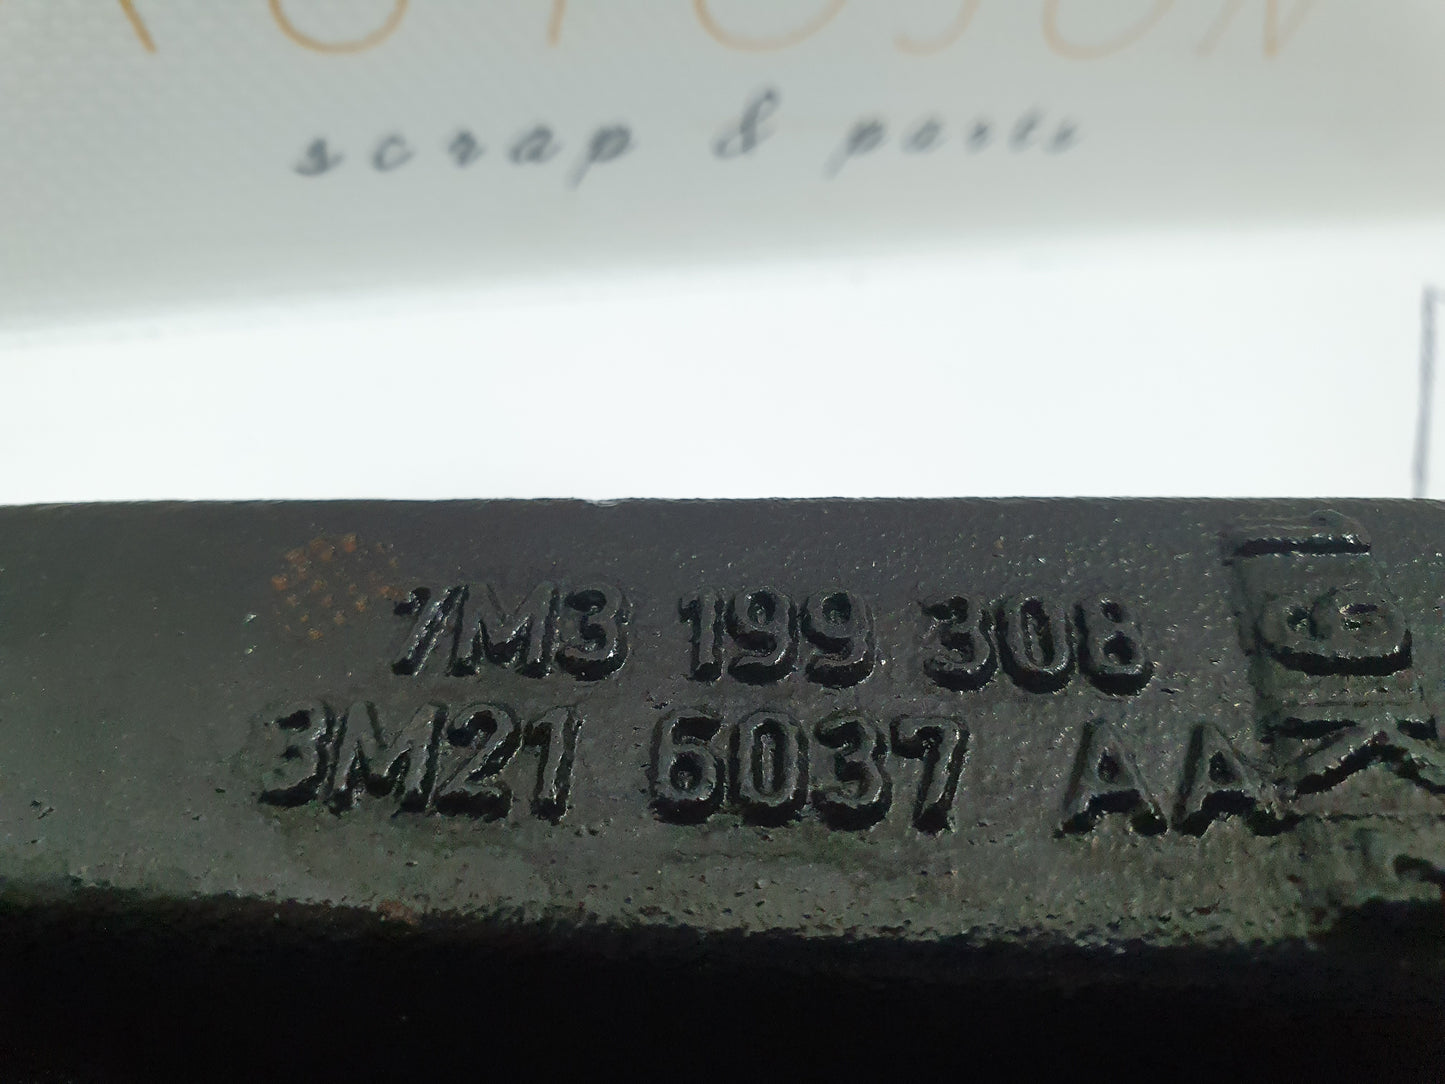 scrap & parts
7M3 199 308
3M21 6037 AA